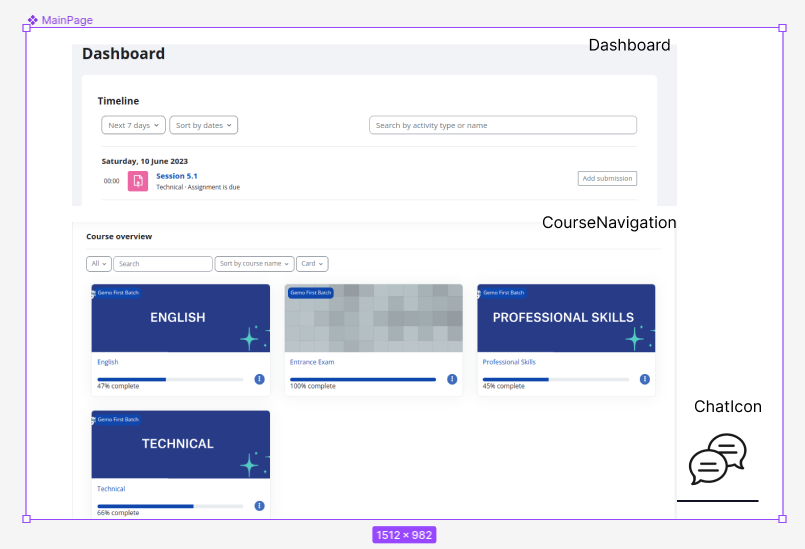 MainPage
Dashboard
Dashboard
Timeline
Next 7 days
Sort by dates
Search by activity type or name
Saturday, 10 June 2023
00:00
Session 5.1
Technical · Assignment is due
Add submission
CourseNavigation
Course overview
All
Search
Sort by course name
Card
Gemo First Batch
ENGLISH
English
47% complete
Gemo First Batch
Entrance Exam
100% complete
Gemo First Batch
PROFESSIONAL SKILLS
Professional Skills
45% complete
ChatIcon
Gemo First Batch
TECHNICAL
Technical
66% complete
1512 × 982